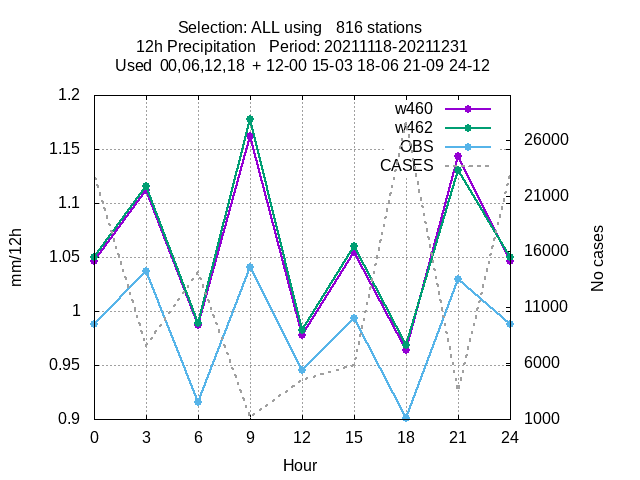 Selection: ALL using   816 stations
12h Precipitation   Period: 20211118-20211231
Used  00,06,12,18  + 12-00 15-03 18-06 21-09 24-12
w460
w462
OBS
CASES
1.2
1.15
1.1
1.05
1
0.95
0.9
mm/12h
26000
21000
16000
11000
6000
1000
No cases
0 3 6 9 12 15 18 21 24
Hour